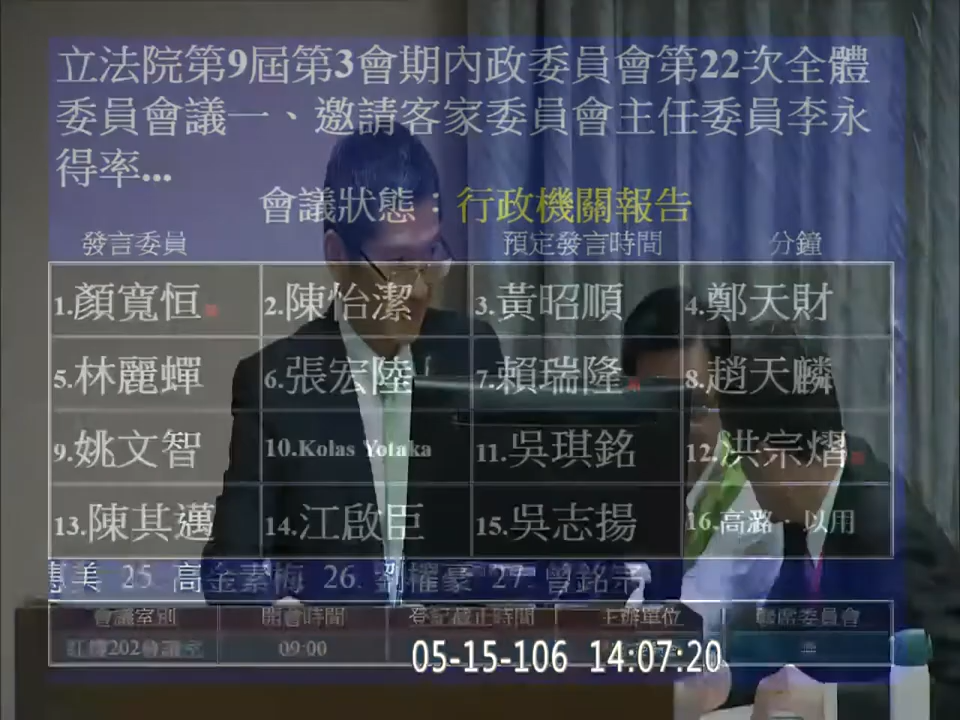 立法院第9屆第3會期內政委員會第22次全體
委員會議一、邀請客家委員會主任委員李永
得率...
會議狀態：行政機關報告
發言委員 預定發言時間 分鐘
1.顏寬恒 2.陳怡潔 3.黃昭順 4.鄭天財
5.林麗蟬 6.張宏陸 7.賴瑞隆 8.趙天麟
9.姚文智 10.Kolas Yotaka 11.吳琪銘 12.洪宗熠
13.陳其邁 14.江啟臣 15.吳志揚 16.高潞．以用
惠美 25. 高金素梅 26. 劉櫂豪 27. 曾銘宗
會議室別 開會時間 登記截止時間 主辦單位 聯席委員會
紅樓202會議室 09:00 無
05-15-106 14:07:20